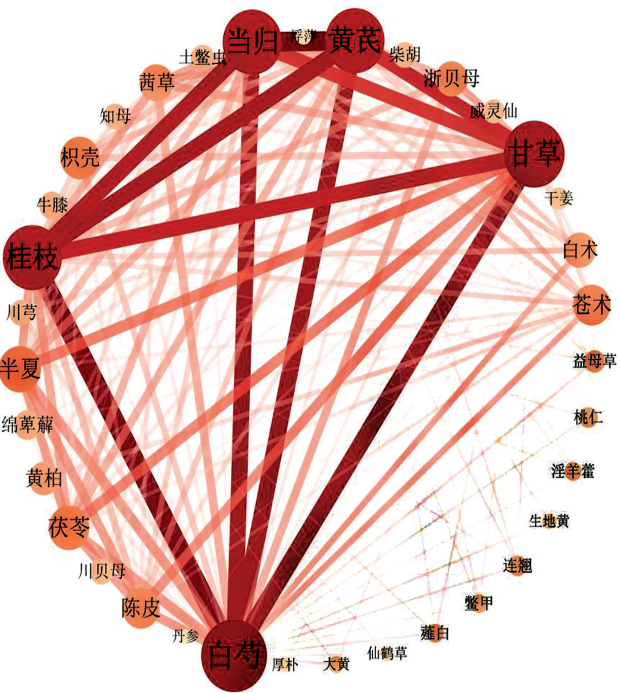 当归
浮萍
黄芪
柴胡
土鳖虫
浙贝母
茜草
威灵仙
知母
甘草
枳壳
干姜
牛膝
白术
桂枝
苍术
川芎
益母草
半夏
桃仁
绵萆薢
淫羊藿
黄柏
生地黄
茯苓
连翘
川贝母
鳖甲
陈皮
薤白
丹参
仙鹤草
白芍
厚朴
大黄